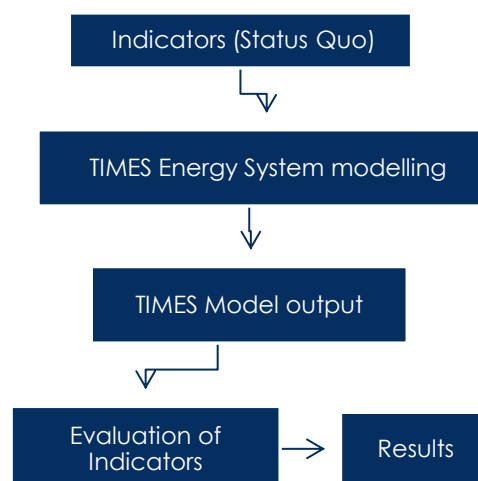 Indicators (Status Quo)
TIMES Energy System modelling
TIMES Model output
Evaluation of
Indicators
Results